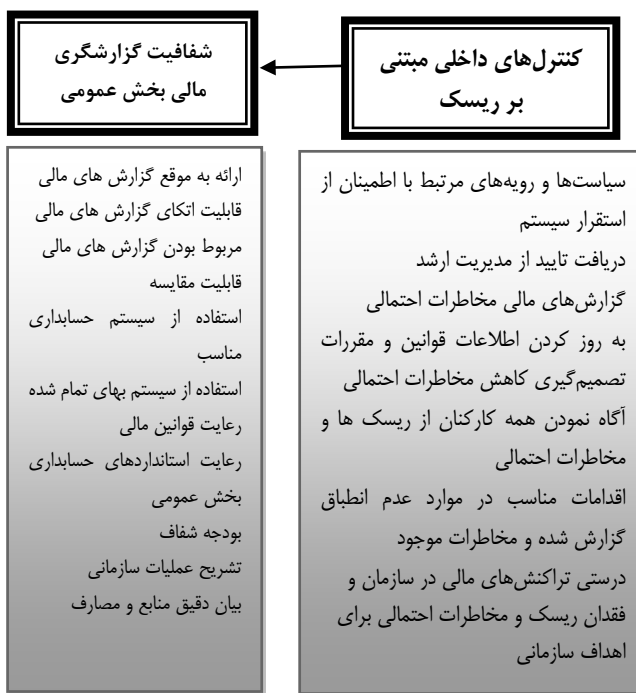 کنترل‌های داخلی مبتنی
بر ریسک
شفافیت گزارشگری
مالی بخش عمومی
سیاست‌ها و رویه‌های مرتبط با اطمینان از
استقرار سیستم
دریافت تایید از مدیریت ارشد
گزارش‌های مالی مخاطرات احتمالی
به روز کردن اطلاعات قوانین و مقررات
تصمیم‌گیری کاهش مخاطرات احتمالی
آگاه نمودن همه کارکنان از ریسک ها و
مخاطرات احتمالی
اقدامات مناسب در موارد عدم انطباق
گزارش شده و مخاطرات موجود
درستی تراکنش‌های مالی در سازمان و
فقدان ریسک و مخاطرات احتمالی برای
اهداف سازمانی
ارائه به موقع گزارش های مالی
قابلیت اتکای گزارش های مالی
مربوط بودن گزارش های مالی
قابلیت مقایسه
استفاده از سیستم حسابداری
مناسب
استفاده از سیستم بهای تمام شده
رعایت قوانین مالی
رعایت استانداردهای حسابداری
بخش عمومی
بودجه شفاف
تشریح عملیات سازمانی
بیان دقیق منابع و مصارف